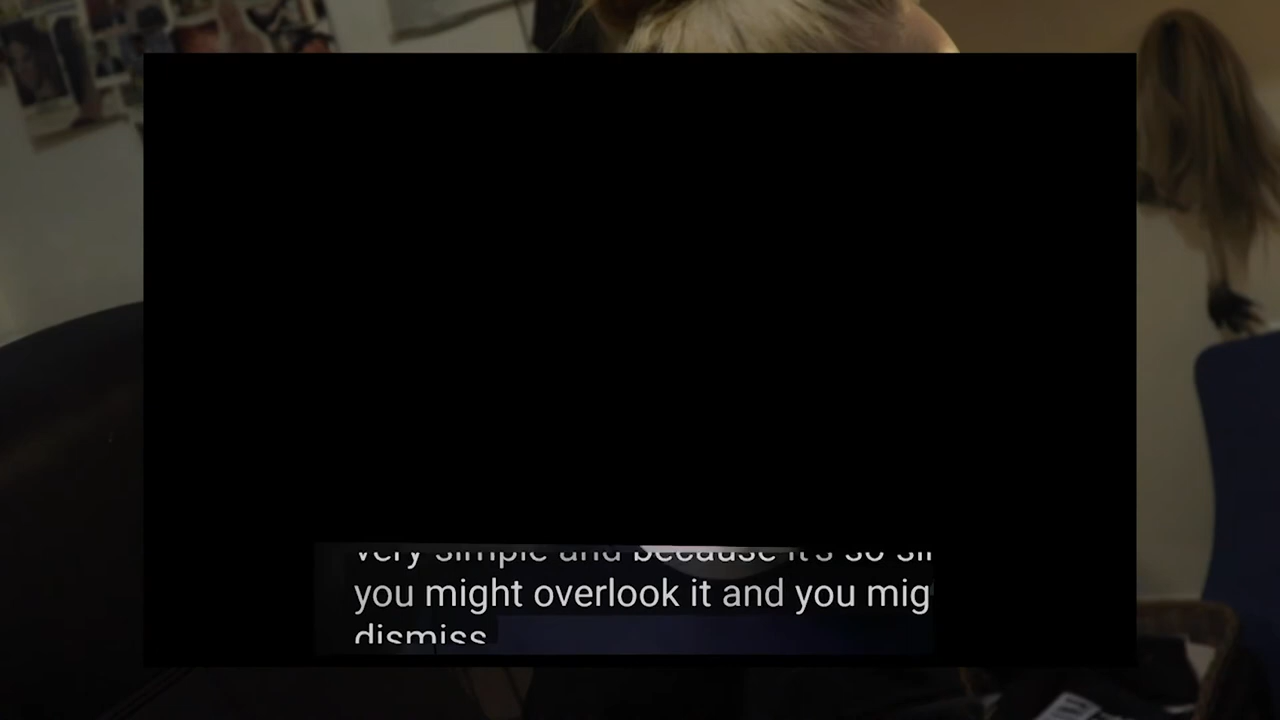 very simple and because it's so
you might overlook it and you
dismiss